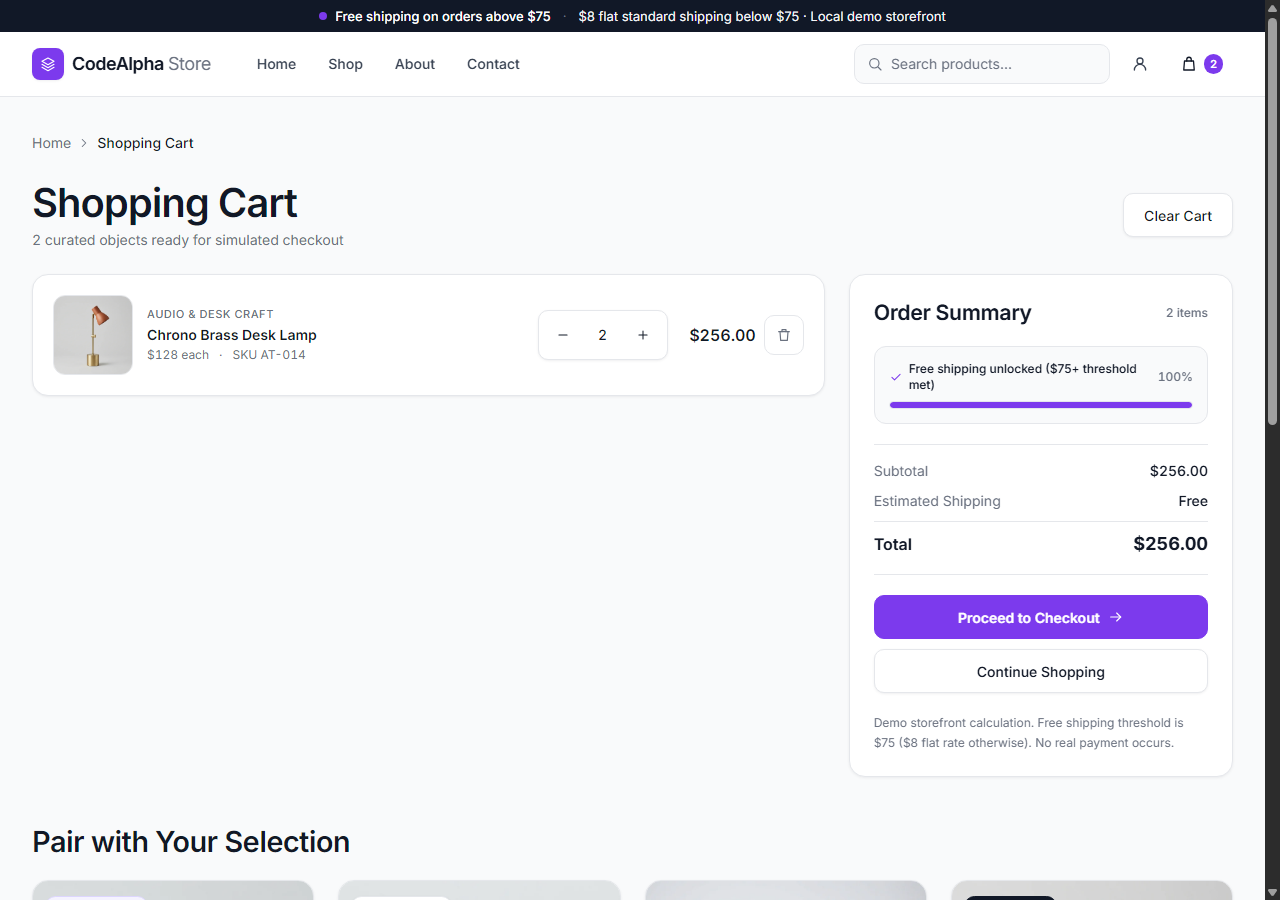 Free shipping on orders above $75 · $8 flat standard shipping below $75 · Local demo storefront
CodeAlpha Store
Home
Shop
About
Contact
Search products...
2
Home > Shopping Cart
Shopping Cart
2 curated objects ready for simulated checkout
Clear Cart
AUDIO & DESK CRAFT
Chrono Brass Desk Lamp
$128 each · SKU AT-014
− 2 +
$256.00
Order Summary
2 items
Free shipping unlocked ($75+ threshold
met)
100%
Subtotal $256.00
Estimated Shipping Free
Total $256.00
Proceed to Checkout →
Continue Shopping
Demo storefront calculation. Free shipping threshold is
$75 ($8 flat rate otherwise). No real payment occurs.
Pair with Your Selection